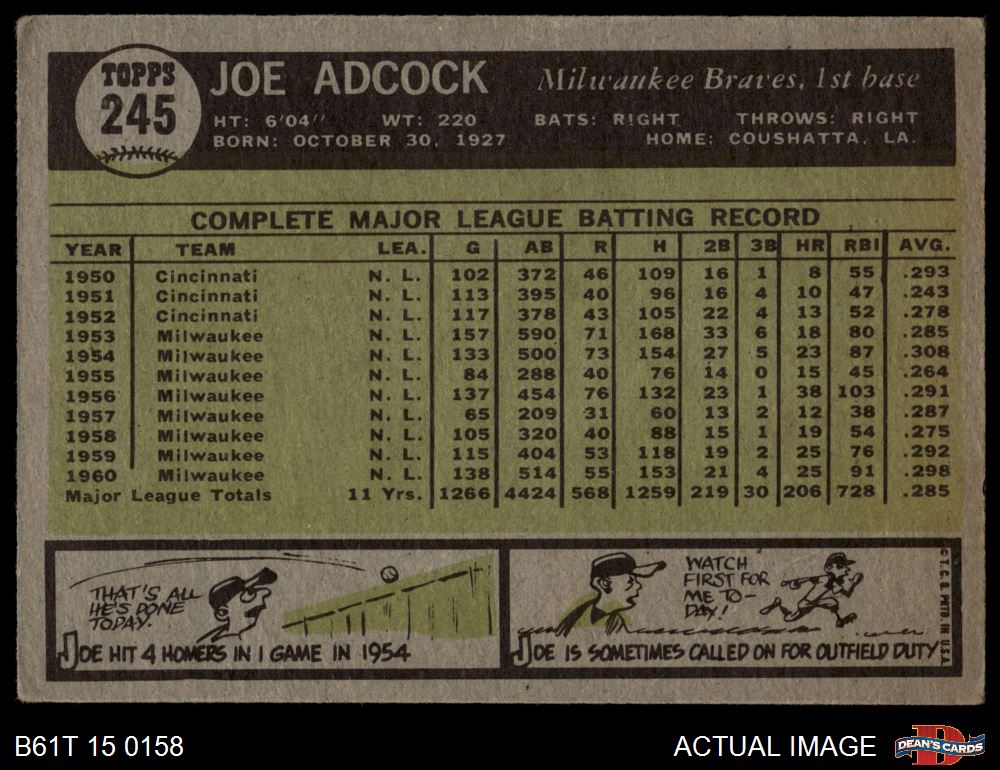 TOPPS
245
JOE ADCOCK Milwaukee Braves, 1st base
HT: 6'04" WT: 220 BATS: RIGHT THROWS: RIGHT
BORN: OCTOBER 30, 1927 HOME: COUSHATTA, LA.
COMPLETE MAJOR LEAGUE BATTING RECORD
YEAR TEAM LEA. G AB R H 2B 3B HR RBI AVG.
1950 Cincinnati N. L. 102 372 46 109 16 1 8 55 .293
1951 Cincinnati N. L. 113 395 40 96 16 4 10 47 .243
1952 Cincinnati N. L. 117 378 43 105 22 4 13 52 .278
1953 Milwaukee N. L. 157 590 71 168 33 6 18 80 .285
1954 Milwaukee N. L. 133 500 73 154 27 5 23 87 .308
1955 Milwaukee N. L. 84 288 40 76 14 0 15 45 .264
1956 Milwaukee N. L. 137 454 76 132 23 1 38 103 .291
1957 Milwaukee N. L. 65 209 31 60 13 2 12 38 .287
1958 Milwaukee N. L. 105 320 40 88 15 1 19 54 .275
1959 Milwaukee N. L. 115 404 53 118 19 2 25 76 .292
1960 Milwaukee N. L. 138 514 55 153 21 4 25 91 .298
Major League Totals 11 Yrs. 1266 4424 568 1259 219 30 206 728 .285
THAT'S ALL
HE'S DONE
TODAY.
JOE HIT 4 HOMERS IN 1 GAME IN 1954
WATCH
FIRST FOR
ME TO-
DAY!
JOE IS SOMETIMES CALLED ON FOR OUTFIELD DUTY
© T.C.G. PRTD. IN U.S.A.
B61T 15 0158
ACTUAL IMAGE
DEAN'S CARDS